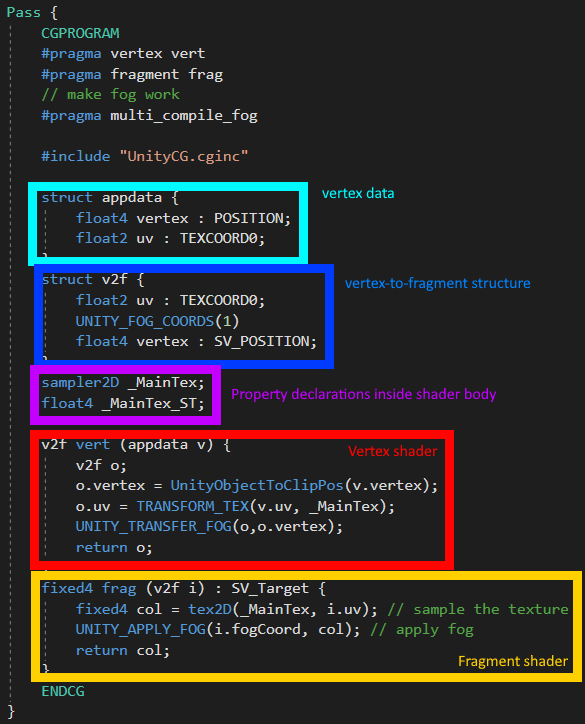 Pass {
CGPROGRAM
#pragma vertex vert
#pragma fragment frag
// make fog work
#pragma multi_compile_fog
#include "UnityCG.cginc"
struct appdata {
vertex data
float4 vertex : POSITION;
float2 uv : TEXCOORD0;
struct v2f {
vertex-to-fragment structure
float2 uv : TEXCOORD0;
UNITY_FOG_COORDS(1)
float4 vertex : SV_POSITION;
sampler2D _MainTex;
Property declarations inside shader body
float4 _MainTex_ST;
v2f vert (appdata v) {
Vertex shader
v2f o;
o.vertex = UnityObjectToClipPos(v.vertex);
o.uv = TRANSFORM_TEX(v.uv, _MainTex);
UNITY_TRANSFER_FOG(o,o.vertex);
return o;
fixed4 frag (v2f i) : SV_Target {
fixed4 col = tex2D(_MainTex, i.uv); // sample the texture
UNITY_APPLY_FOG(i.fogCoord, col); // apply fog
return col;
}
Fragment shader
ENDCG
}